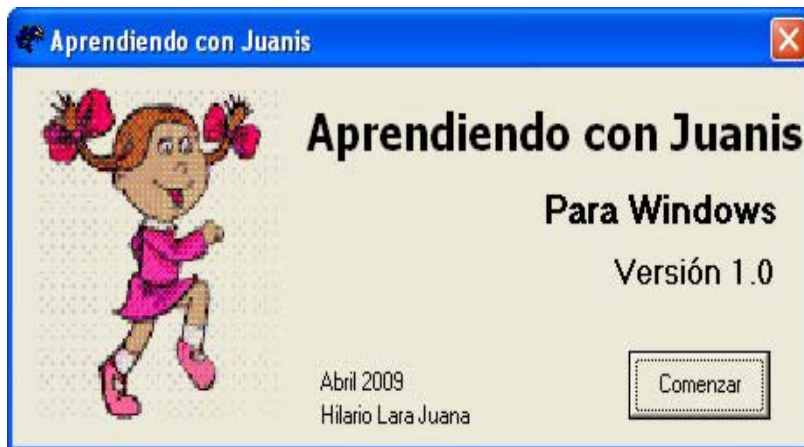 Aprendiendo con Juanis
Aprendiendo con Juanis
Para Windows
Versión 1.0
Abril 2009
Hilario Lara Juana
Comenzar